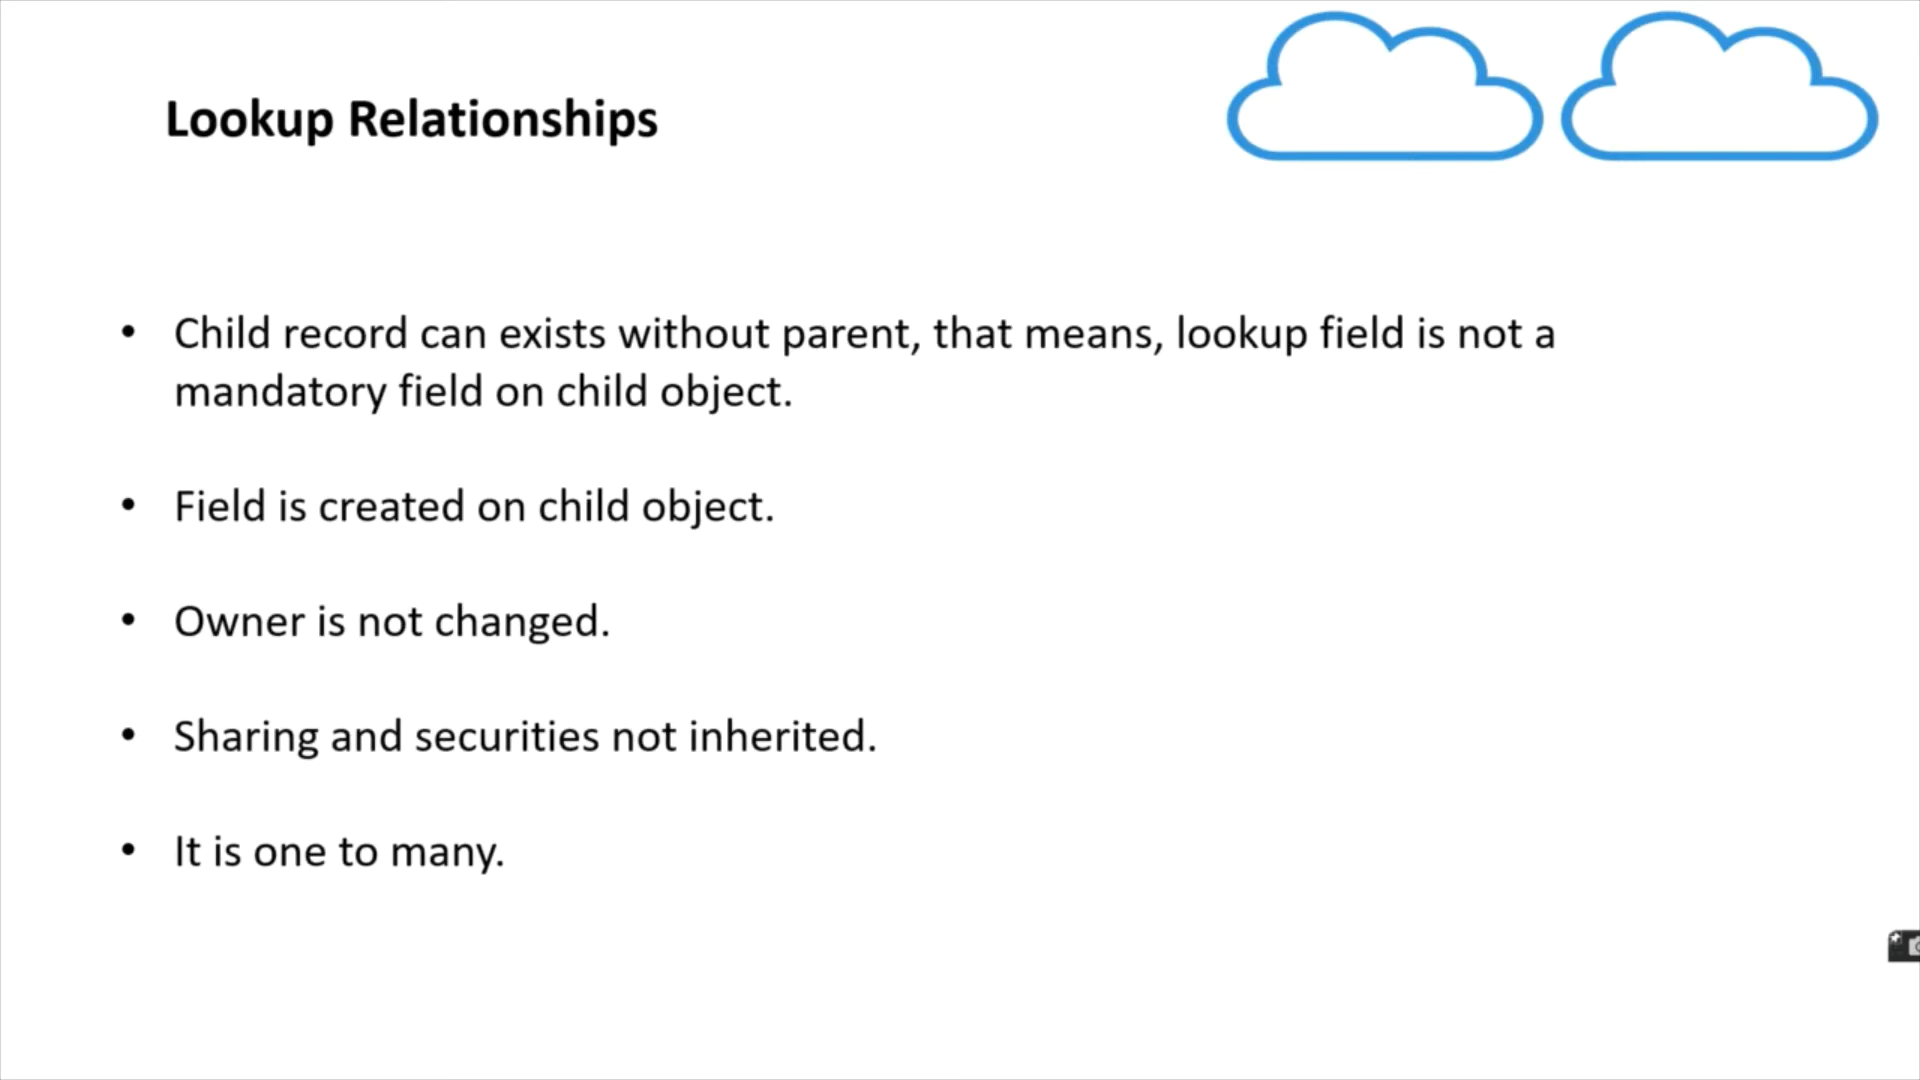 Lookup Relationships
• Child record can exists without parent, that means, lookup field is not a
mandatory field on child object.
• Field is created on child object.
• Owner is not changed.
• Sharing and securities not inherited.
• It is one to many.